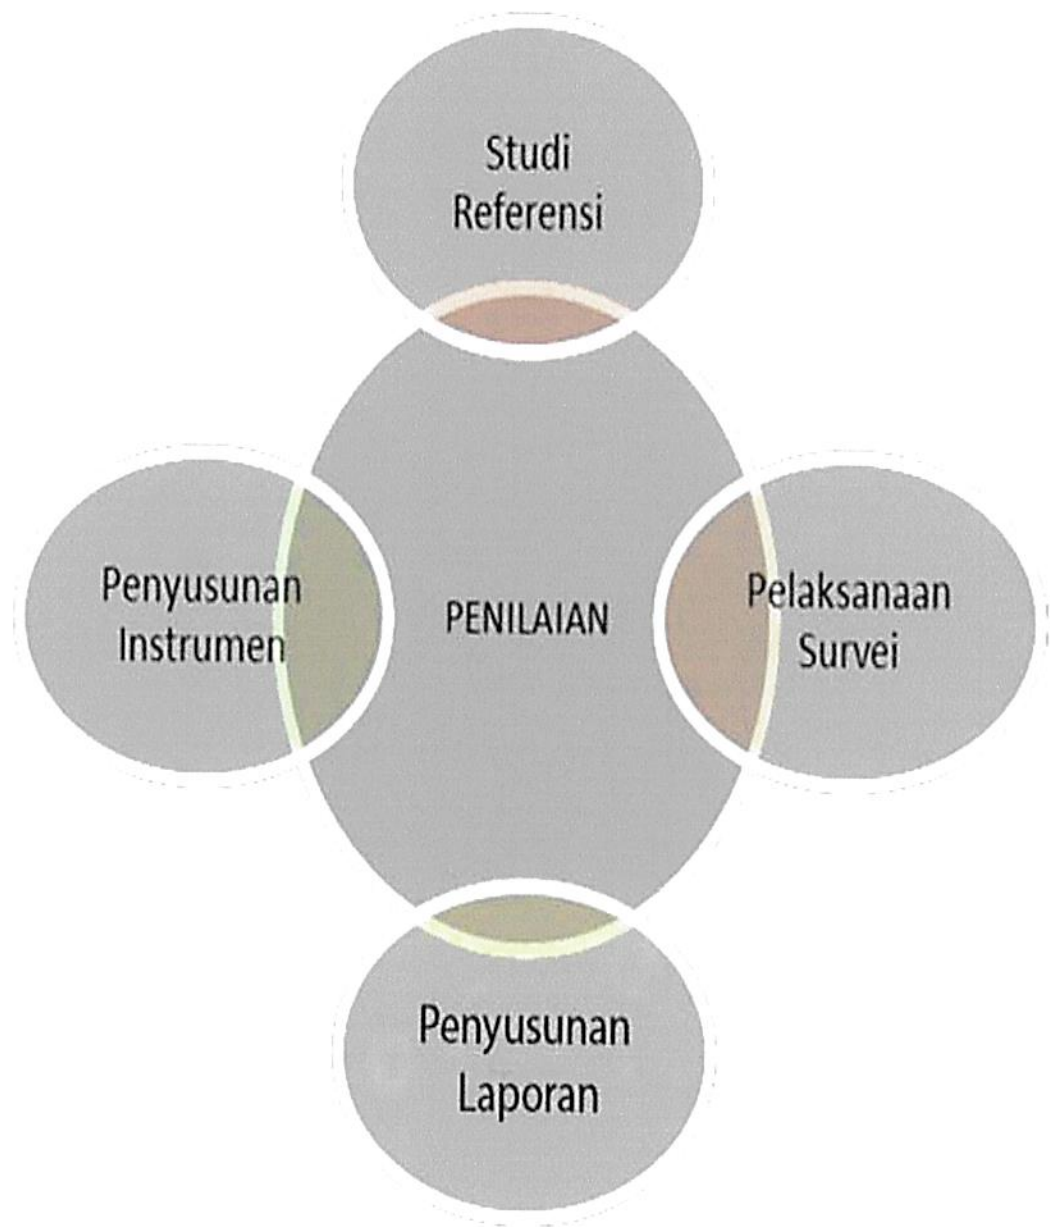 Studi
Referensi
Penyusunan
Instrumen
PENILAIAN
Pelaksanaan
Survei
Penyusunan
Laporan